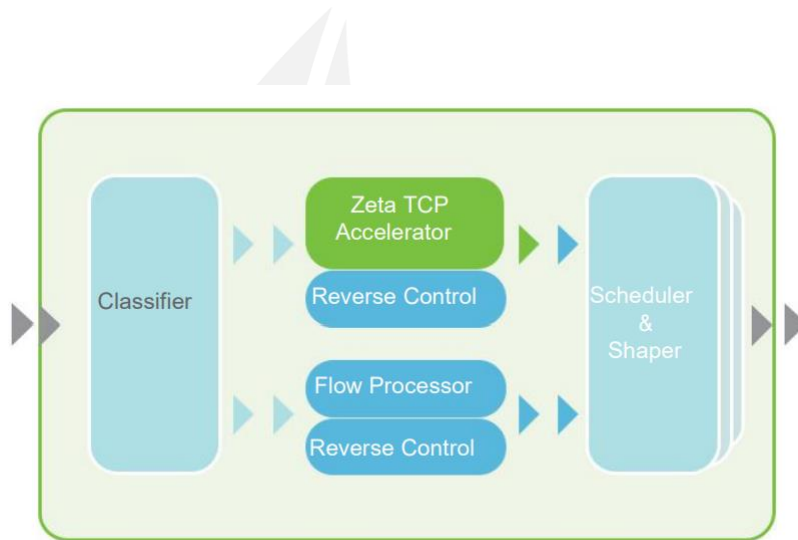 Zeta TCP
Accelerator
Reverse Control
Classifier
Scheduler
&
Shaper
Flow Processor
Reverse Control